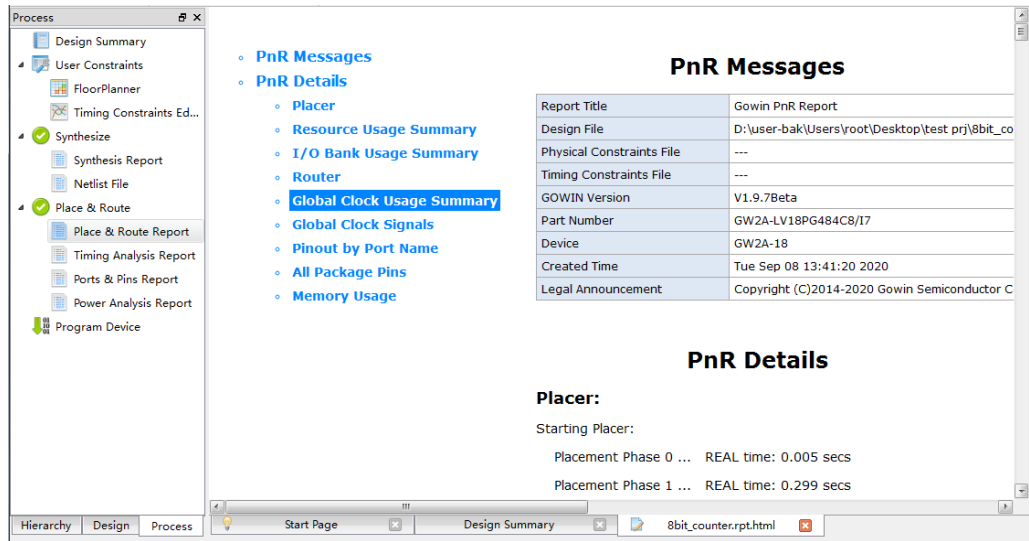 Process
Design Summary
User Constraints
FloorPlanner
Timing Constraints Ed...
Synthesize
Synthesis Report
Netlist File
Place & Route
Place & Route Report
Timing Analysis Report
Ports & Pins Report
Power Analysis Report
Program Device
Hierarchy Design Process
PnR Messages
PnR Details
Placer
Resource Usage Summary
I/O Bank Usage Summary
Router
Global Clock Usage Summary
Global Clock Signals
Pinout by Port Name
All Package Pins
Memory Usage
PnR Messages
Report Title Gowin PnR Report
Design File D:\user-bak\Users\root\Desktop\test prj\8bit_co
Physical Constraints File ---
Timing Constraints File ---
GOWIN Version V1.9.7Beta
Part Number GW2A-LV18PG484C8/I7
Device GW2A-18
Created Time Tue Sep 08 13:41:20 2020
Legal Announcement Copyright (C)2014-2020 Gowin Semiconductor C
PnR Details
Placer:
Starting Placer:
Placement Phase 0 ... REAL time: 0.005 secs
Placement Phase 1 ... REAL time: 0.299 secs
Start Page Design Summary 8bit_counter.rpt.html